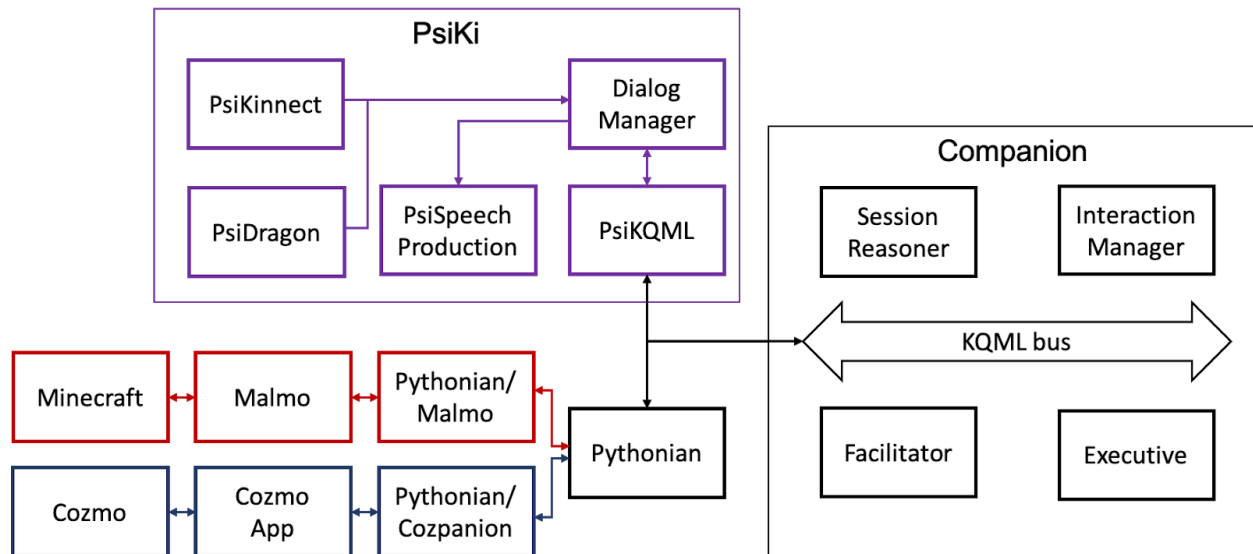 PsiKi
PsiKinnect
Dialog
Manager
PsiDragon
PsiSpeech
Production
PsiKQML
Companion
Session
Reasoner
Interaction
Manager
KQML bus
Facilitator
Executive
Minecraft
Malmo
Pythonian/
Malmo
Pythonian
Cozmo
Cozmo
App
Pythonian/
Cozpanion